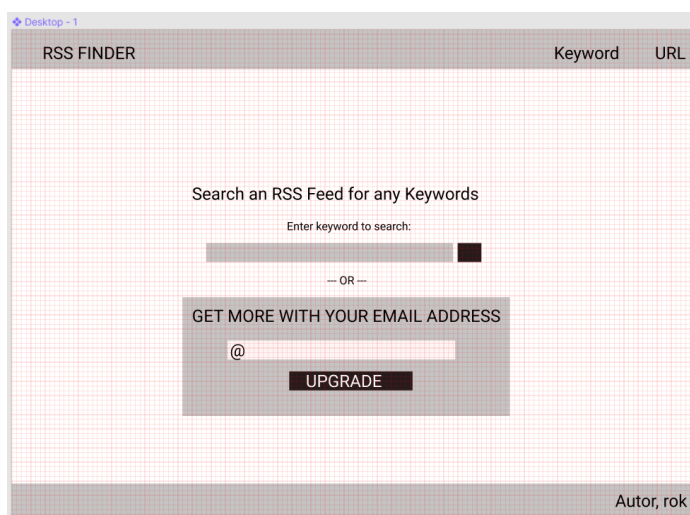 Desktop - 1
RSS FINDER Keyword URL
Search an RSS Feed for any Keywords
Enter keyword to search:
--- OR ---
GET MORE WITH YOUR EMAIL ADDRESS
@
UPGRADE
Autor, rok